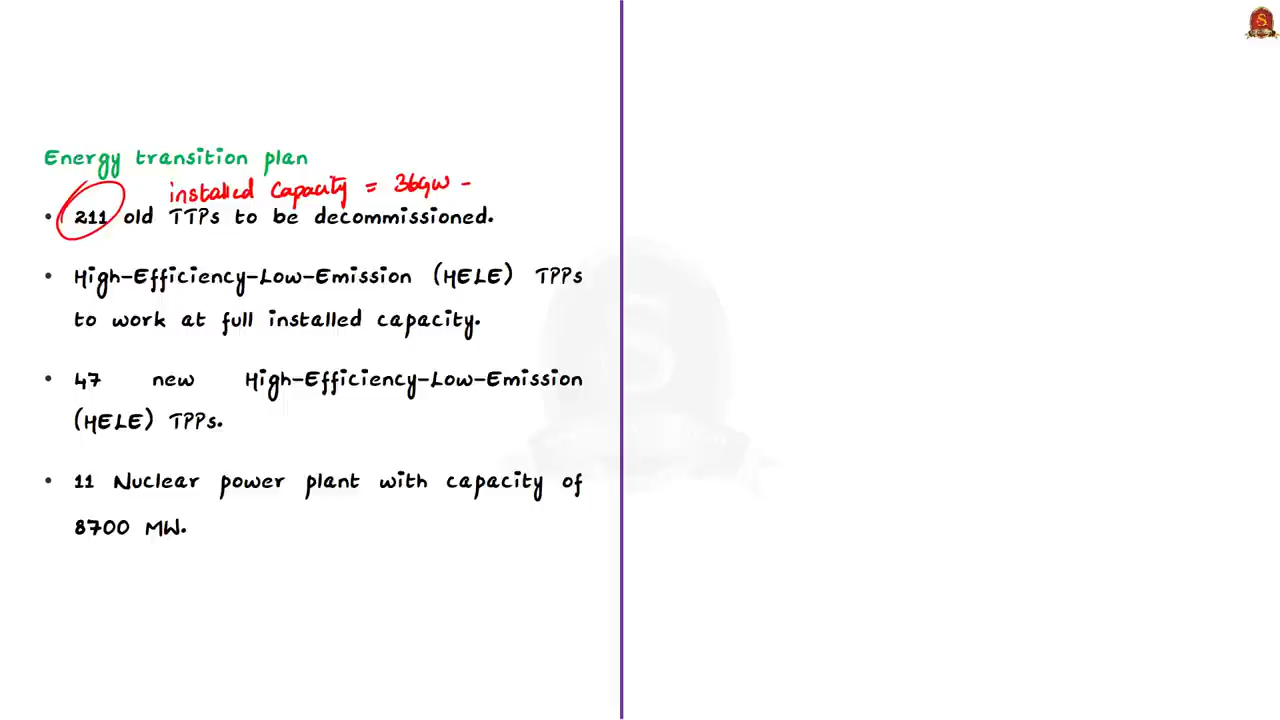 Energy transition plan
installed capacity = 36GW -
• 211 old TTPs to be decommissioned.
• High-Efficiency-Low-Emission (HELE) TPPs
to work at full installed capacity.
• 47 new High-Efficiency-Low-Emission
(HELE) TPPs.
• 11 Nuclear power plant with capacity of
8700 MW.